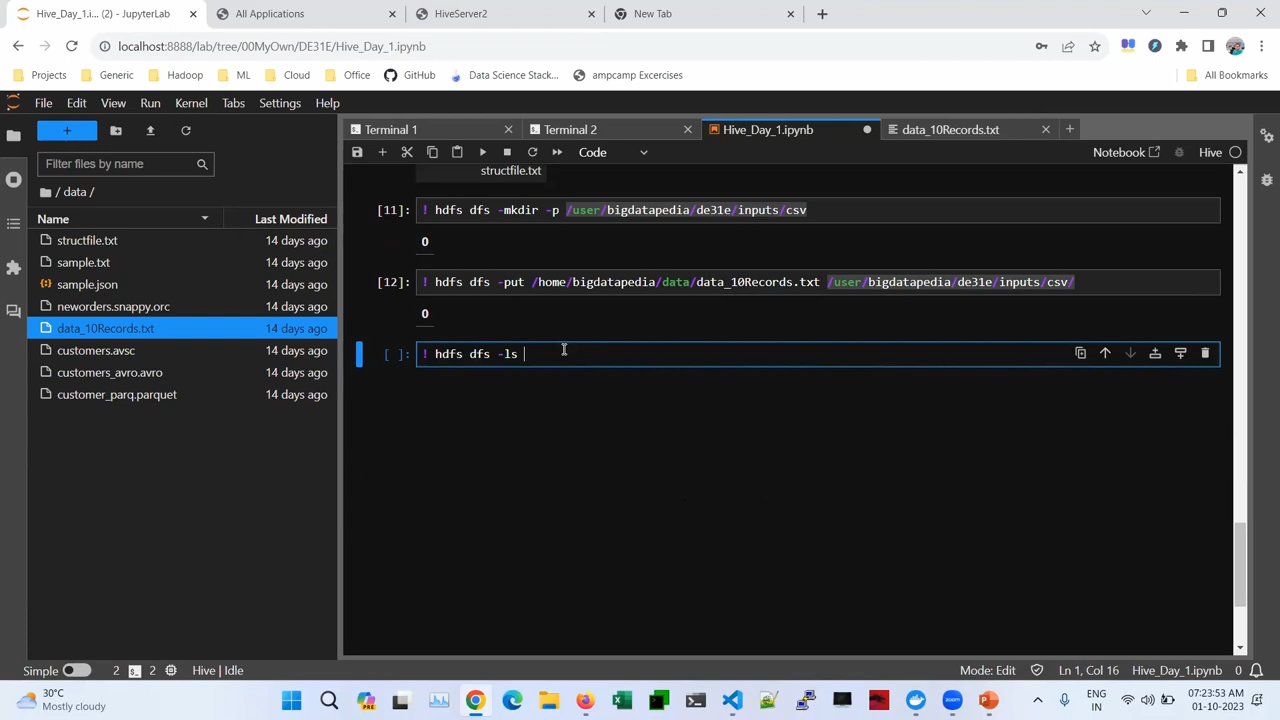 Hive_Day_1.i... (2) - JupyterLab
All Applications
HiveServer2
New Tab
localhost:8888/lab/tree/00MyOwn/DE31E/Hive_Day_1.ipynb
Projects
Generic
Hadoop
ML
Cloud
Office
GitHub
Data Science Stack...
ampcamp Excercises
All Bookmarks
File Edit View Run Kernel Tabs Settings Help
Terminal 1
Terminal 2
Hive_Day_1.ipynb
data_10Records.txt
Code
Notebook
Hive
Filter files by name
/ data /
Name Last Modified
structfile.txt 14 days ago
sample.txt 14 days ago
sample.json 14 days ago
neworders.snappy.orc 14 days ago
data_10Records.txt 14 days ago
customers.avsc 14 days ago
customers_avro.avro 14 days ago
customer_parq.parquet 14 days ago
structfile.txt
[11]: ! hdfs dfs -mkdir -p /user/bigdatapedia/de31e/inputs/csv
0
[12]: ! hdfs dfs -put /home/bigdatapedia/data/data_10Records.txt /user/bigdatapedia/de31e/inputs/csv/
0
[ ]: ! hdfs dfs -ls
Simple 2 2 Hive | Idle Mode: Edit Ln 1, Col 16 Hive_Day_1.ipynb 0
30°C
Mostly cloudy
PRE
zoom
ENG
IN
07:23:53 AM
01-10-2023